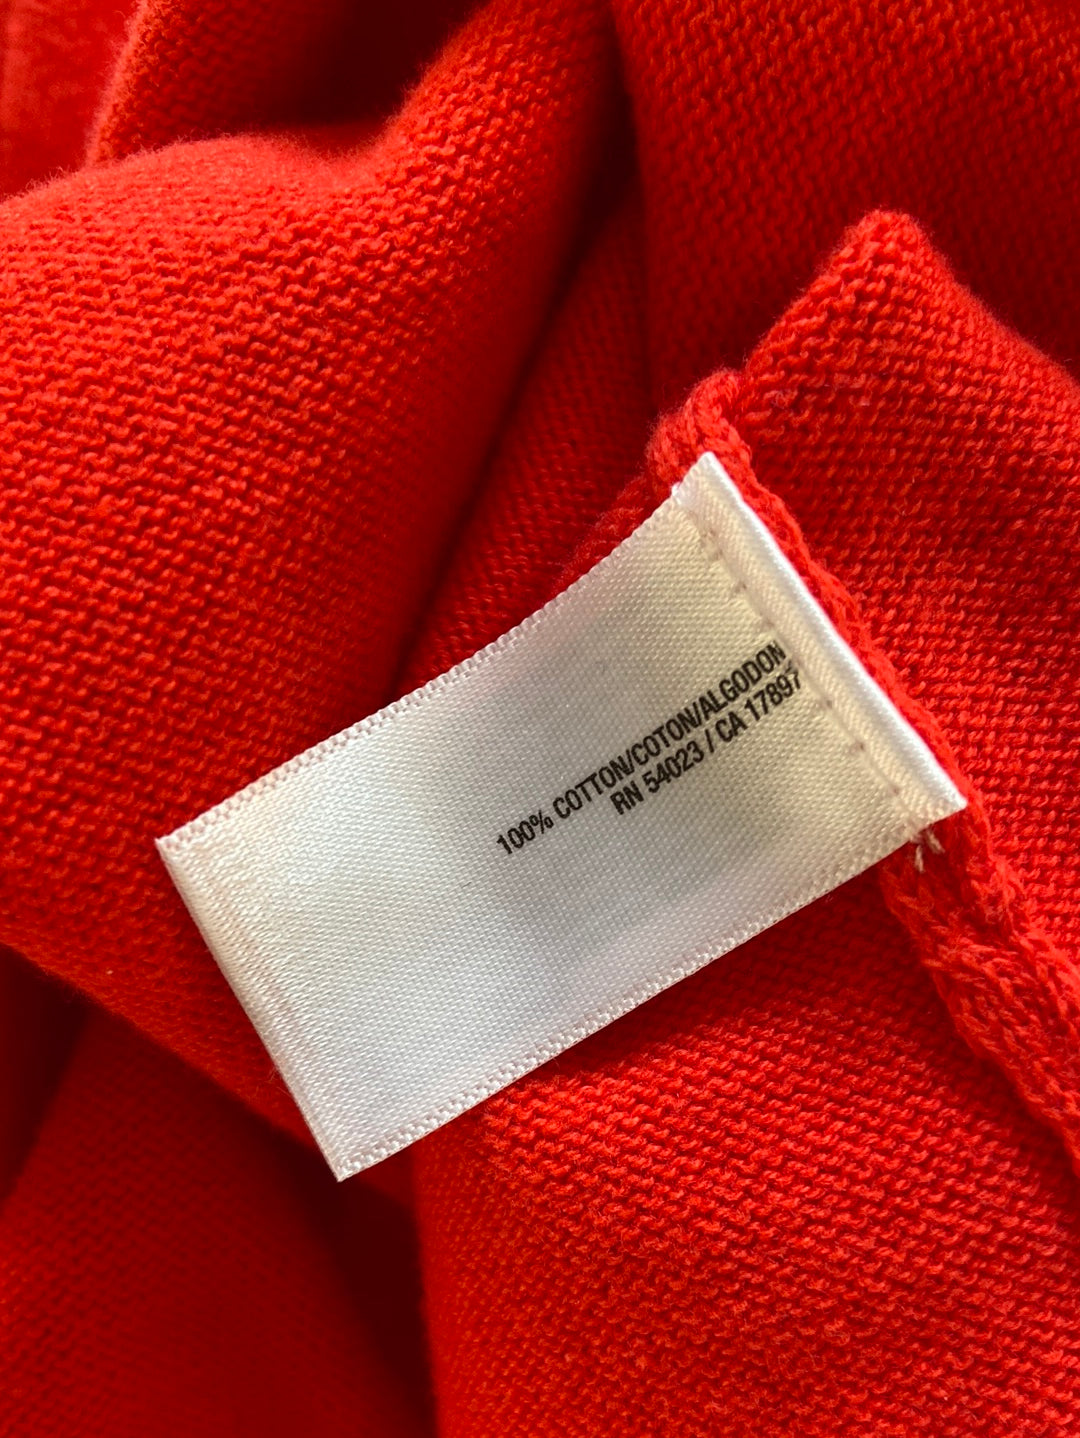 100% COTTON/COTON/ALGODON
RN 54023 / CA 17897